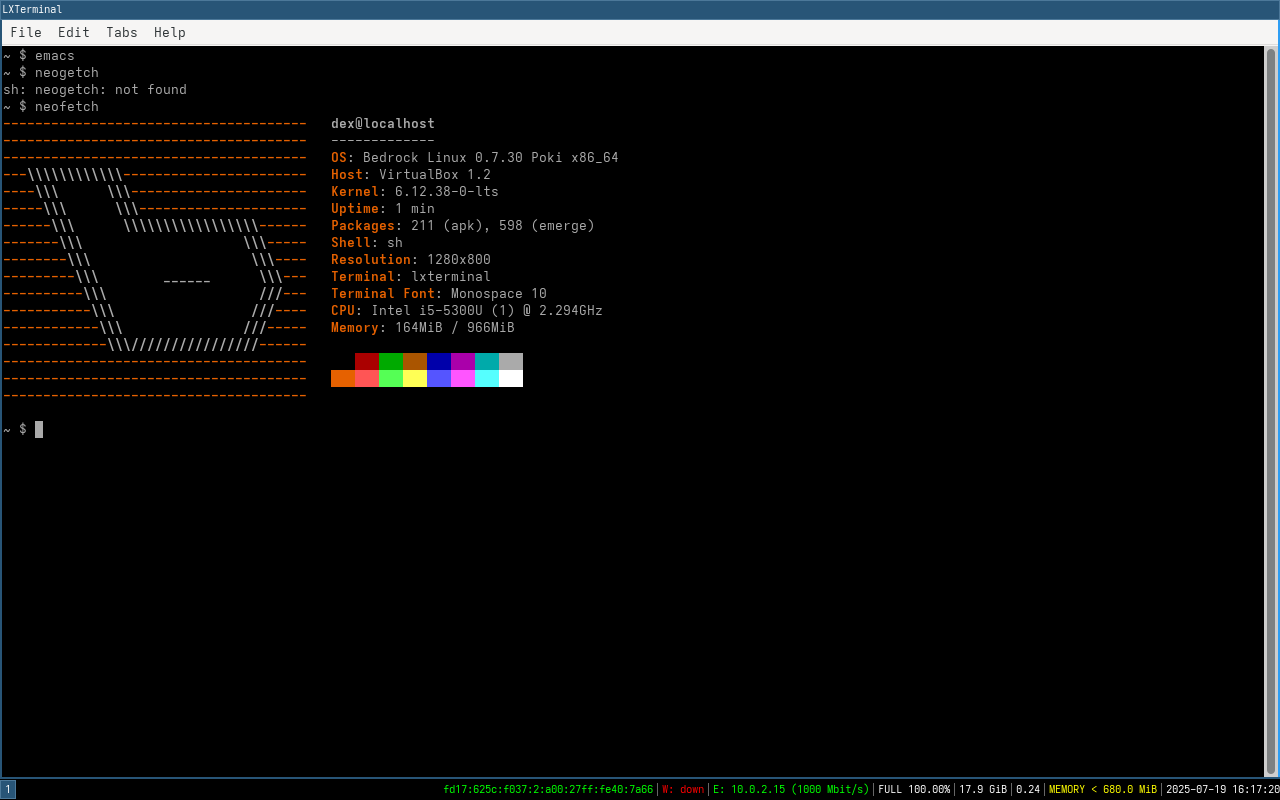 LXTerminal
File Edit Tabs Help
~ $ emacs
~ $ neogetch
sh: neogetch: not found
~ $ neofetch
-------------------------------------- dex@localhost
-------------------------------------- -------------
-------------------------------------- OS: Bedrock Linux 0.7.30 Poki x86_64
---\\\\\\\\\\\\----------------------- Host: VirtualBox 1.2
----\\\      \\\---------------------- Kernel: 6.12.38-0-lts
-----\\\      \\\--------------------- Uptime: 1 min
------\\\      \\\\\\\\\\\\\\\\\------ Packages: 211 (apk), 598 (emerge)
-------\\\                    \\\----- Shell: sh
--------\\\                    \\\---- Resolution: 1280x800
---------\\\        ______      \\\--- Terminal: lxterminal
----------\\\                   ///--- Terminal Font: Monospace 10
-----------\\\                 ///---- CPU: Intel i5-5300U (1) @ 2.294GHz
------------\\\               ///----- Memory: 164MiB / 966MiB
-------------\\\////////////////------
--------------------------------------
--------------------------------------
--------------------------------------
~ $
1 fd17:625c:f037:2:a00:27ff:fe40:7a66|W: down|E: 10.0.2.15 (1000 Mbit/s)|FULL 100.00%|17.9 GiB|0.24|MEMORY < 680.0 MiB|2025-07-19 16:17:20